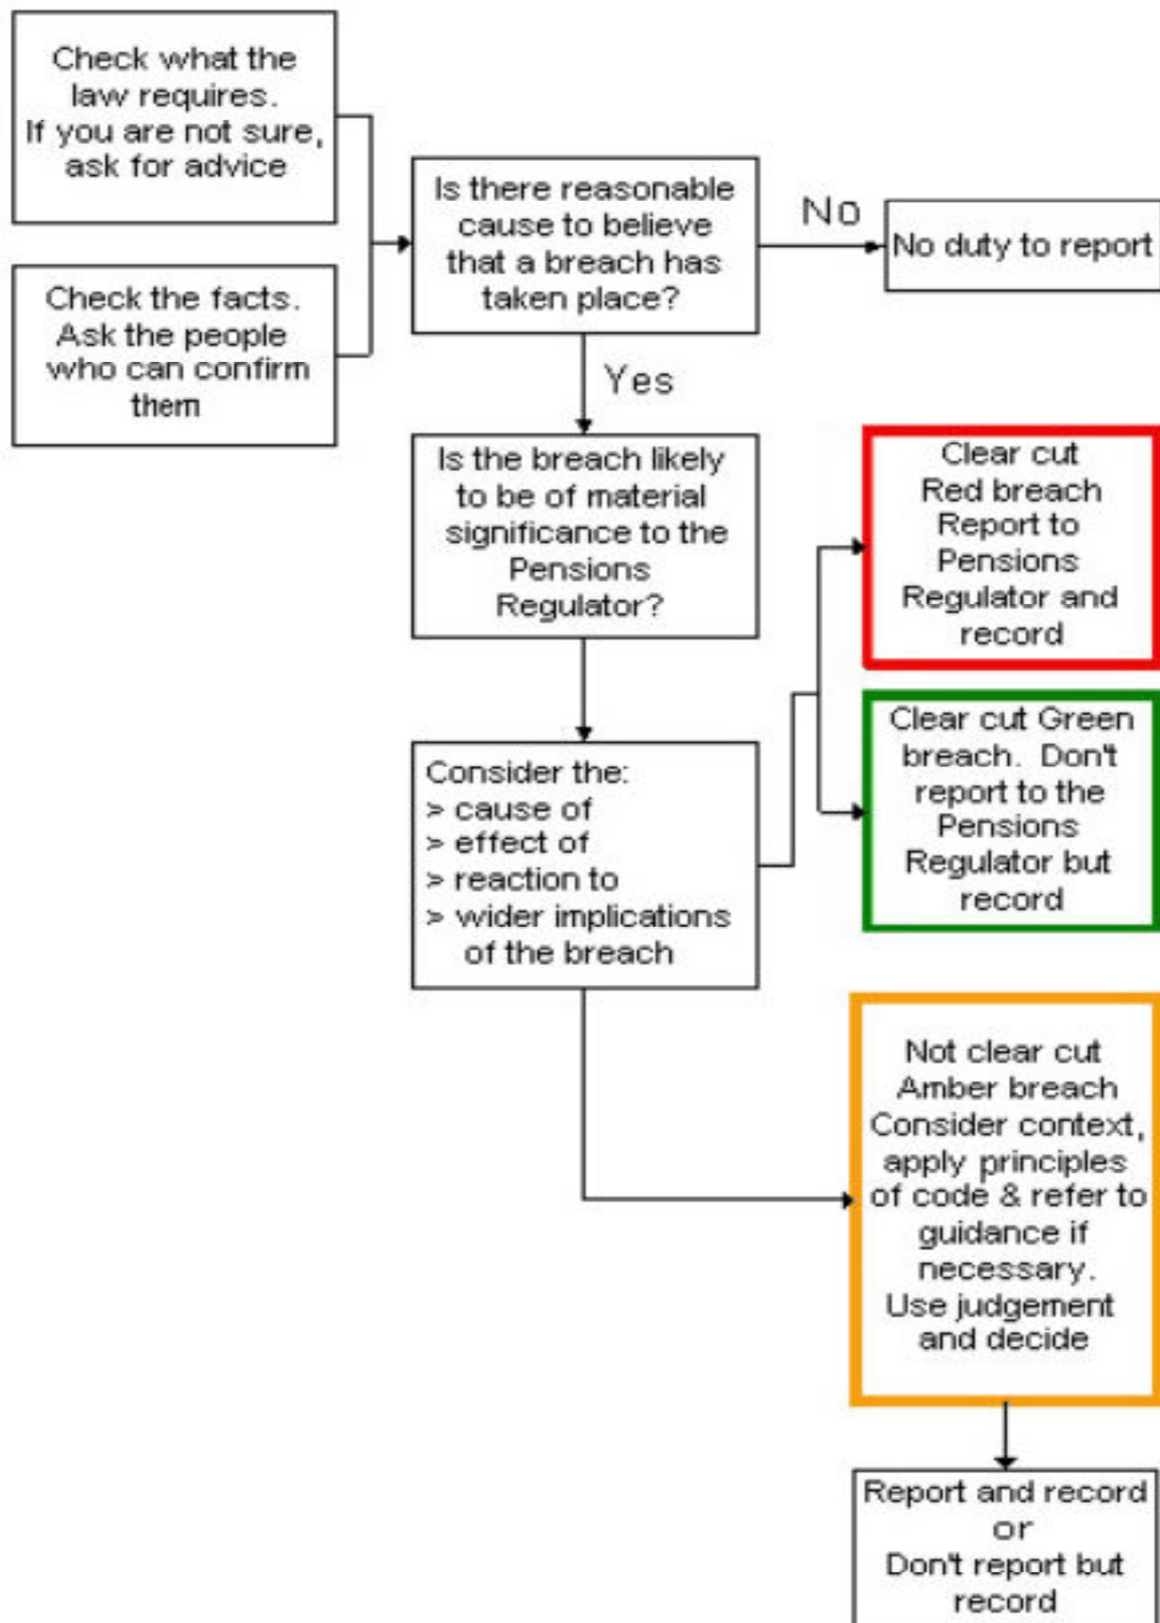 Check what the
law requires.
If you are not sure,
ask for advice
Check the facts.
Ask the people
who can confirm
them
Is there reasonable
cause to believe
that a breach has
taken place?
No
No duty to report
Yes
Is the breach likely
to be of material
significance to the
Pensions
Regulator?
Consider the:
> cause of
> effect of
> reaction to
> wider implications
of the breach
Clear cut
Red breach
Report to
Pensions
Regulator and
record
Clear cut Green
breach. Don't
report to the
Pensions
Regulator but
record
Not clear cut
Amber breach
Consider context,
apply principles
of code & refer to
guidance if
necessary.
Use judgement
and decide
Report and record
or
Don't report but
record